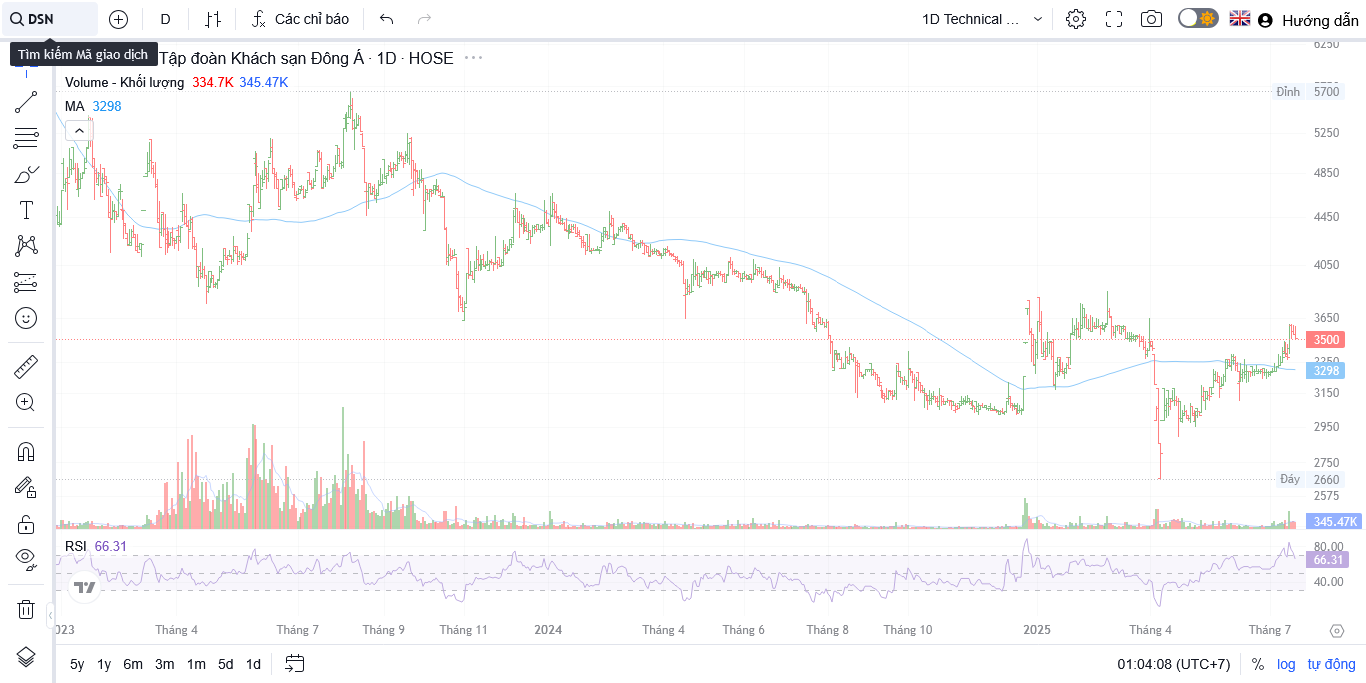 DSN
D
Các chỉ báo
1D Technical ...
Hướng dẫn
Tìm kiếm Mã giao dịch
Tập đoàn Khách sạn Đông Á · 1D · HOSE ···
Volume - Khối lượng 334.7K 345.47K
MA 3298
6250
Đỉnh 5700
5250
4850
4450
4050
3650
3500
3298
3150
2950
2750
Đáy 2660
2575
345.47K
RSI 66.31
80.00
66.31
40.00
023 Tháng 4 Tháng 7 Tháng 9 Tháng 11 2024 Tháng 4 Tháng 6 Tháng 8 Tháng 10 2025 Tháng 4 Tháng 7
5y 1y 6m 3m 1m 5d 1d
01:04:08 (UTC+7) % log tự động